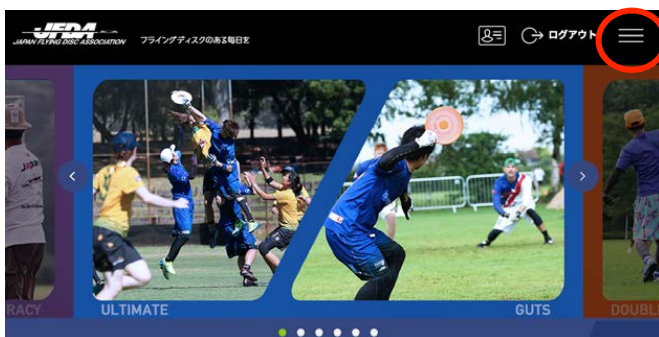 JFDA
JAPAN FLYING DISC ASSOCIATION
フライングディスクのある毎日を
ログアウト
Japan
RACY
ULTIMATE
GUTS
DOUBL